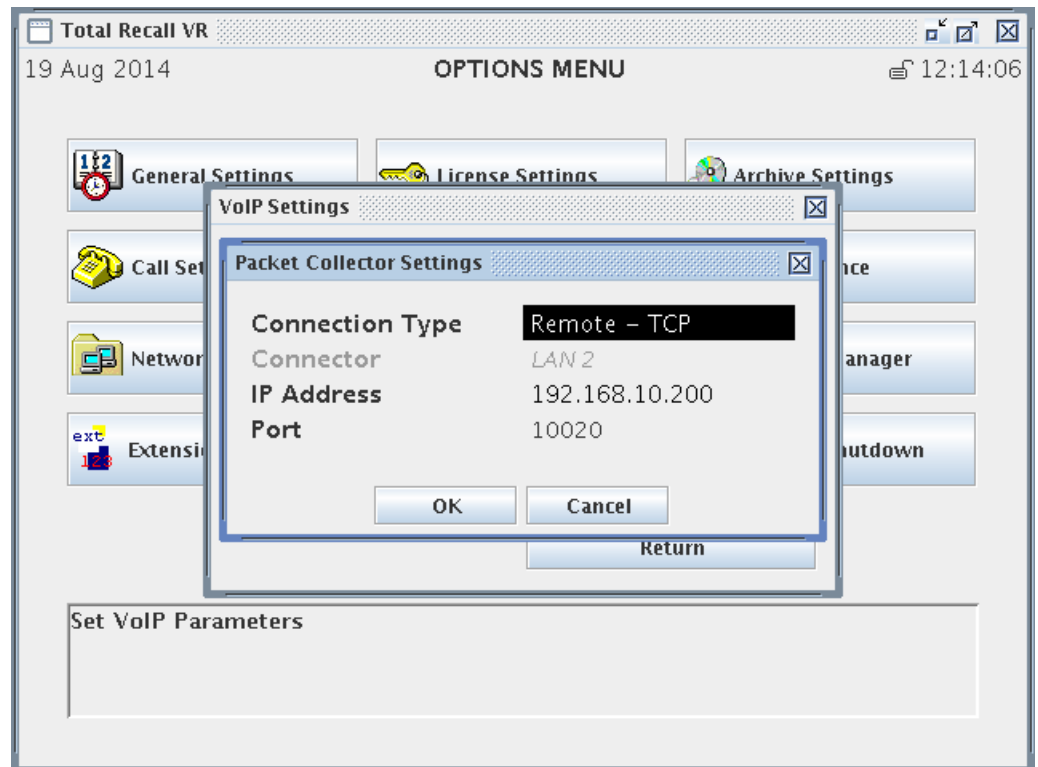 Total Recall VR
19 Aug 2014 OPTIONS MENU 12:14:06
General Settings License Settings Archive Settings
VoIP Settings
Call Set
Packet Collector Settings
nce
Connection Type Remote – TCP
Networ
Connector LAN 2
anager
IP Address 192.168.10.200
Port 10020
ext
123
Extensi
utdown
OK Cancel
Return
Set VoIP Parameters